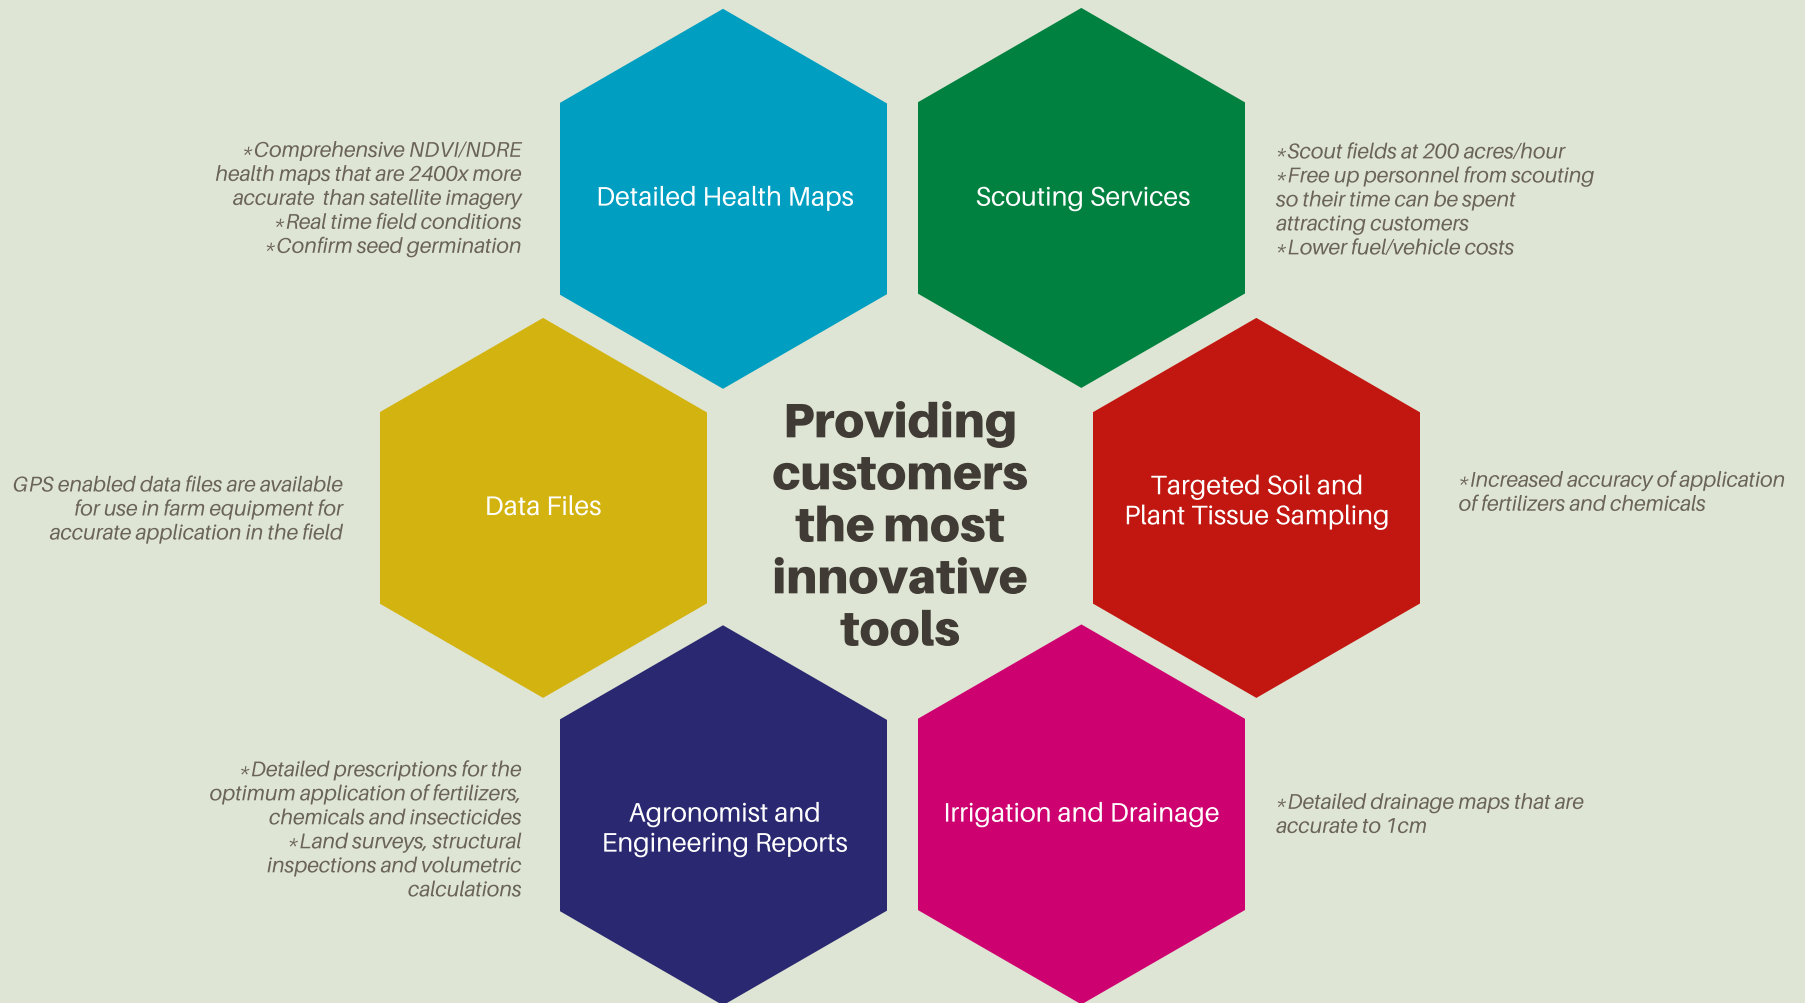 *Comprehensive NDVI/NDRE
health maps that are 2400x more
accurate than satellite imagery
*Real time field conditions
*Confirm seed germination
Detailed Health Maps
Scouting Services
*Scout fields at 200 acres/hour
*Free up personnel from scouting
so their time can be spent
attracting customers
*Lower fuel/vehicle costs
GPS enabled data files are available
for use in farm equipment for
accurate application in the field
Data Files
Providing
customers
the most
innovative
tools
Targeted Soil and
Plant Tissue Sampling
*Increased accuracy of application
of fertilizers and chemicals
*Detailed prescriptions for the
optimum application of fertilizers,
chemicals and insecticides
*Land surveys, structural
inspections and volumetric
calculations
Agronomist and
Engineering Reports
Irrigation and Drainage
*Detailed drainage maps that are
accurate to 1cm